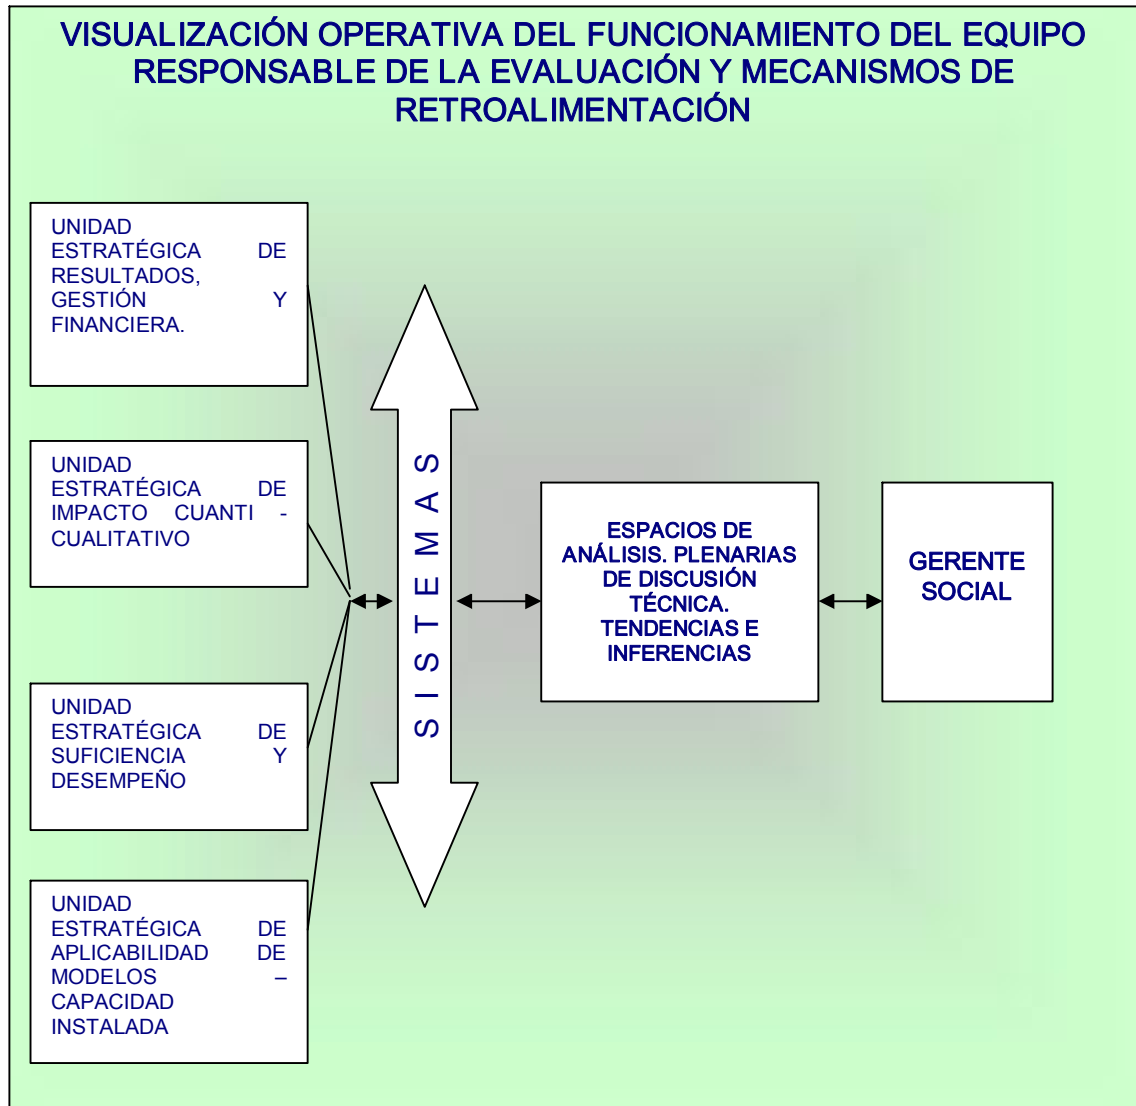 VISUALIZACIÓN OPERATIVA DEL FUNCIONAMIENTO DEL EQUIPO
RESPONSABLE DE LA EVALUACIÓN Y MECANISMOS DE
RETROALIMENTACIÓN
UNIDAD
ESTRATÉGICA DE
RESULTADOS,
GESTIÓN Y
FINANCIERA.
UNIDAD
ESTRATÉGICA DE
IMPACTO CUANTI -
CUALITATIVO
UNIDAD
ESTRATÉGICA DE
SUFICIENCIA Y
DESEMPEÑO
UNIDAD
ESTRATÉGICA DE
APLICABILIDAD DE
MODELOS –
CAPACIDAD
INSTALADA
SISTEMAS
ESPACIOS DE
ANÁLISIS. PLENARIAS
DE DISCUSIÓN
TÉCNICA.
TENDENCIAS E
INFERENCIAS
GERENTE
SOCIAL